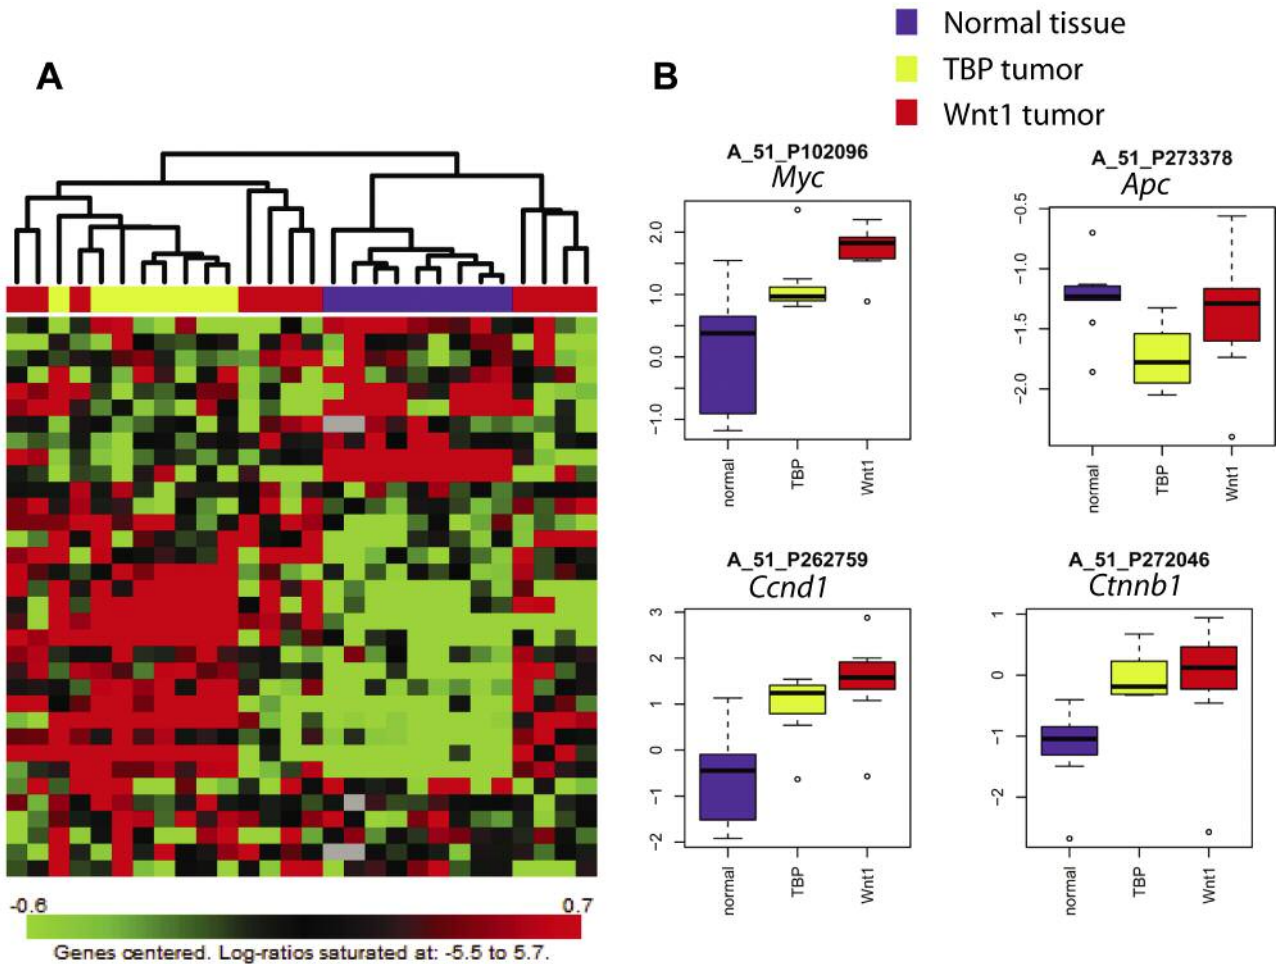 A
B
Normal tissue
TBP tumor
Wnt1 tumor
A_51_P102096
Myc
2.0
1.0
0.0
−1.0
normal
TBP
Wnt1
A_51_P273378
Apc
−0.5
−1.0
−1.5
−2.0
normal
TBP
Wnt1
A_51_P262759
Ccnd1
3
2
1
0
−1
−2
normal
TBP
Wnt1
A_51_P272046
Ctnnb1
1
0
−1
−2
normal
TBP
Wnt1
-0.6
0.7
Genes centered. Log-ratios saturated at: -5.5 to 5.7.